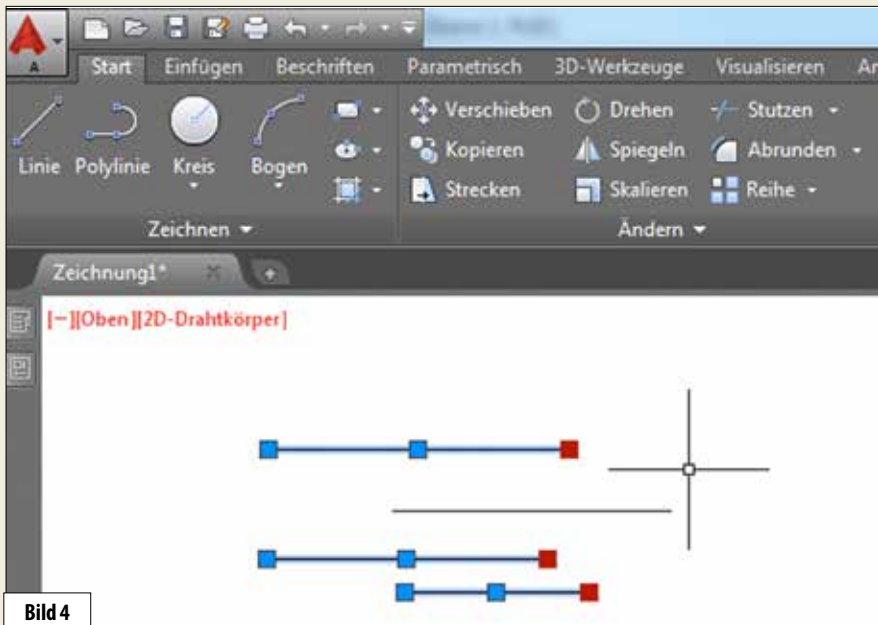 A
Start Einfügen Beschriften Parametrisch 3D-Werkzeuge Visualisieren
Verschieben Drehen Stutzen
Kopieren Spiegeln Abrunden
Linie Polylinie Kreis Bogen
Strecken Skalieren Reihe
Zeichnen Ändern
Zeichnung1*
[−][Oben][2D-Drahtkörper]
Bild 4